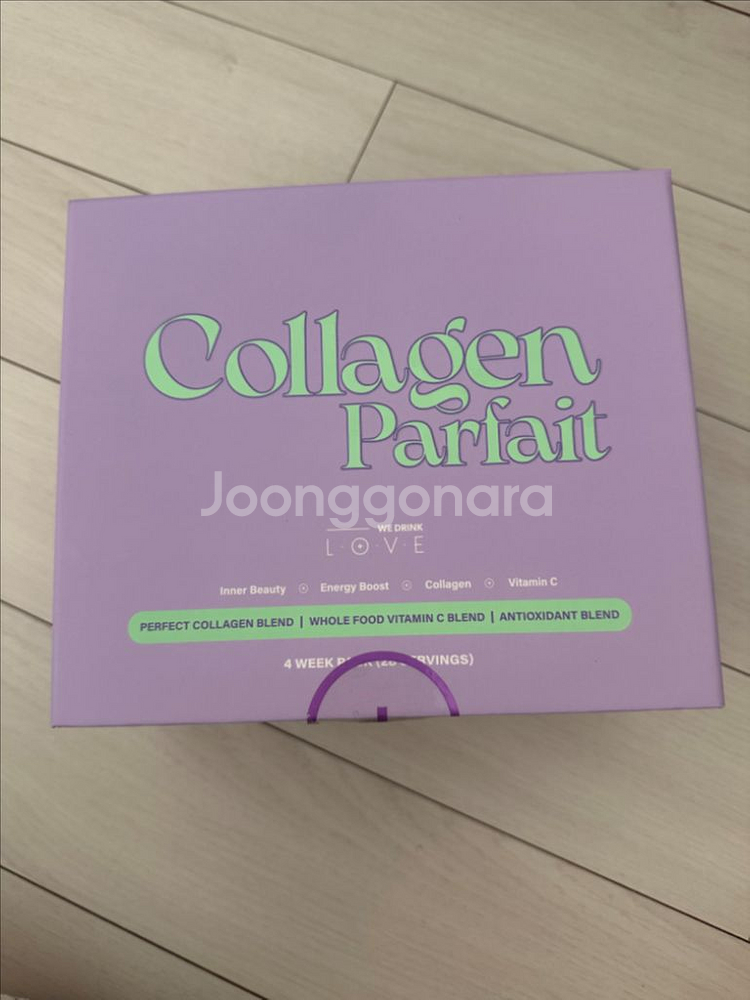 Collagen
Parfait
Joonggonara
WE DRINK
L·O·V·E
Inner Beauty ⊙ Energy Boost ⊙ Collagen ⊙ Vitamin C
PERFECT COLLAGEN BLEND | WHOLE FOOD VITAMIN C BLEND | ANTIOXIDANT BLEND
4 WEEK